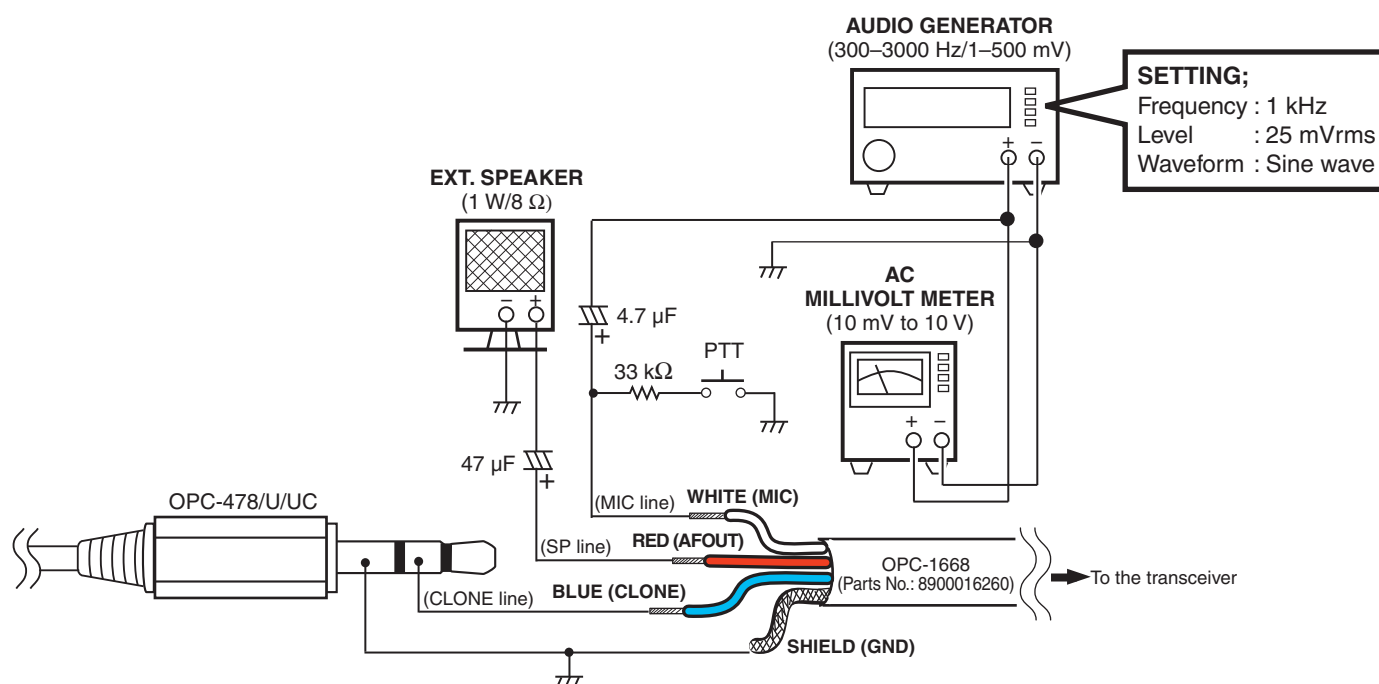 AUDIO GENERATOR
(300–3000 Hz/1–500 mV)
SETTING;
Frequency : 1 kHz
Level : 25 mVrms
Waveform : Sine wave
+ −
EXT. SPEAKER
(1 W/8 Ω)
− +
4.7 µF
+
AC
MILLIVOLT METER
(10 mV to 10 V)
PTT
33 kΩ
+ −
47 µF
+
OPC-478/U/UC
(MIC line)
WHITE (MIC)
(SP line)
RED (AFOUT)
(CLONE line)
BLUE (CLONE)
OPC-1668
(Parts No.: 8900016260)
To the transceiver
SHIELD (GND)